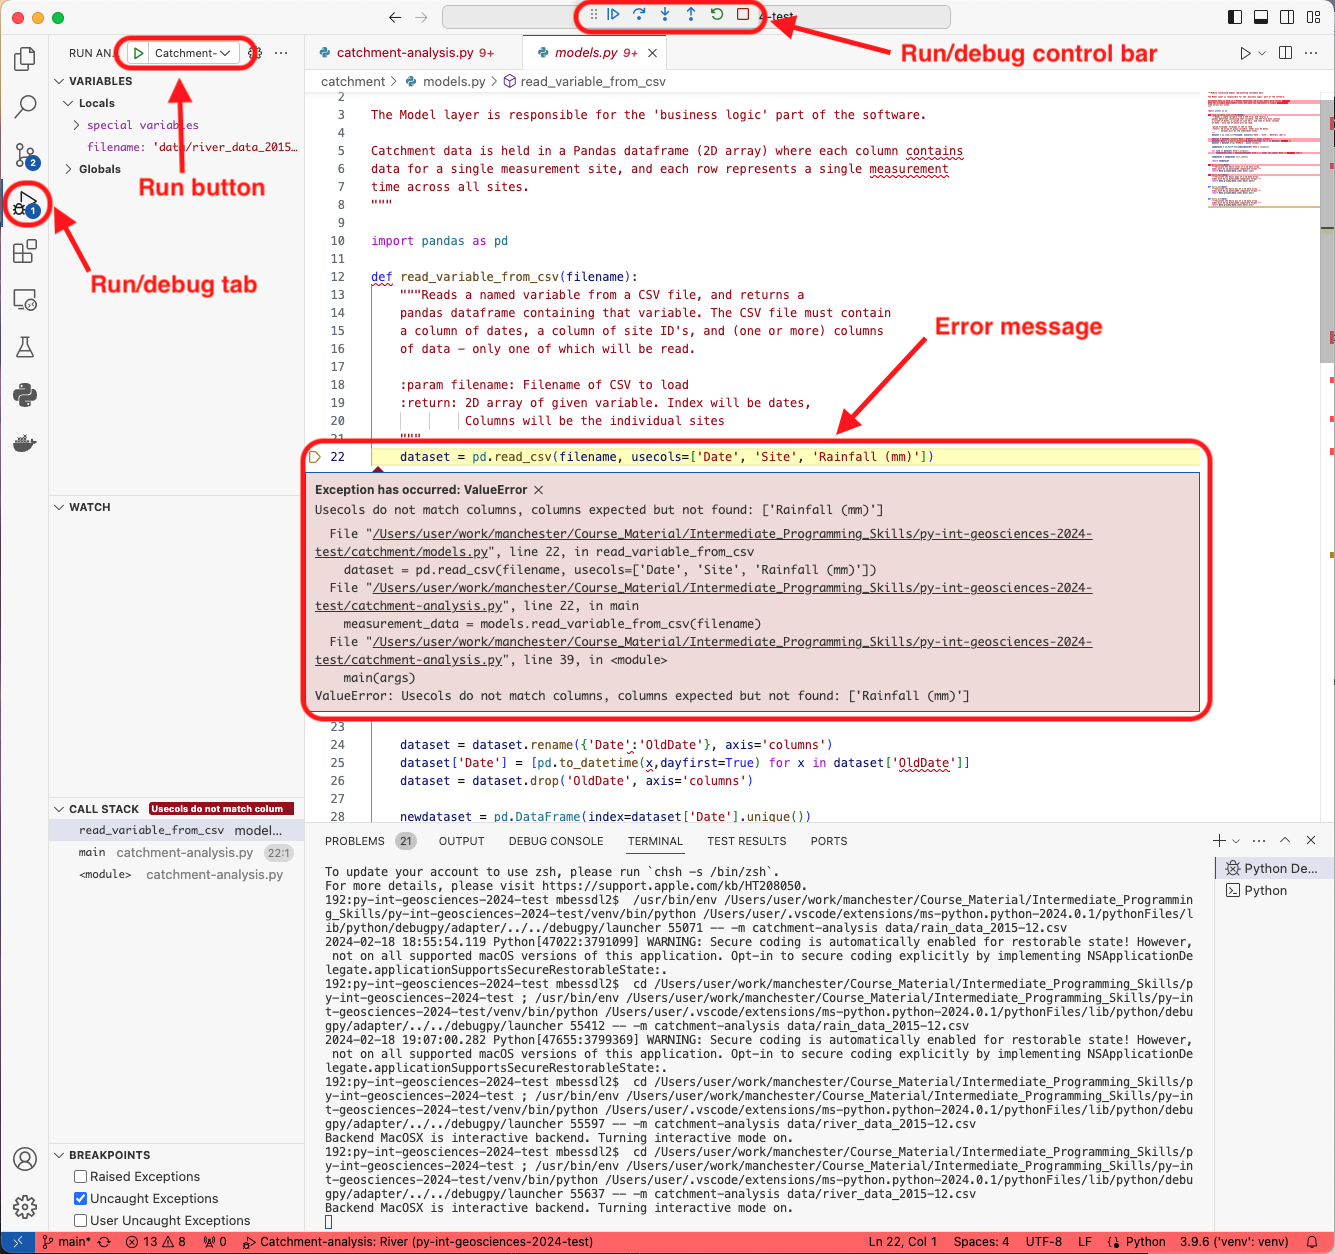 4-test
Run/debug control bar
RUN AN... Catchment-
catchment-analysis.py 9+ models.py 9+
catchment > models.py > read_variable_from_csv
VARIABLES
Locals
special variables
filename: 'data/river_data_2015...
Globals
Run button
Run/debug tab
2
1
2
3 The Model layer is responsible for the 'business logic' part of the software.
4
5 Catchment data is held in a Pandas dataframe (2D array) where each column contains
6 data for a single measurement site, and each row represents a single measurement
7 time across all sites.
8 """
9
10 import pandas as pd
11
12 def read_variable_from_csv(filename):
13 """Reads a named variable from a CSV file, and returns a
14 pandas dataframe containing that variable. The CSV file must contain
15 a column of dates, a column of site ID's, and (one or more) columns
16 of data - only one of which will be read.
17
18 :param filename: Filename of CSV to load
19 :return: 2D array of given variable. Index will be dates,
20 Columns will be the individual sites
21 """
Error message
22 dataset = pd.read_csv(filename, usecols=['Date', 'Site', 'Rainfall (mm)'])
Exception has occurred: ValueError
Usecols do not match columns, columns expected but not found: ['Rainfall (mm)']
File "/Users/user/work/manchester/Course_Material/Intermediate_Programming_Skills/py-int-geosciences-2024-
test/catchment/models.py", line 22, in read_variable_from_csv
dataset = pd.read_csv(filename, usecols=['Date', 'Site', 'Rainfall (mm)'])
File "/Users/user/work/manchester/Course_Material/Intermediate_Programming_Skills/py-int-geosciences-2024-
test/catchment-analysis.py", line 22, in main
measurement_data = models.read_variable_from_csv(filename)
File "/Users/user/work/manchester/Course_Material/Intermediate_Programming_Skills/py-int-geosciences-2024-
test/catchment-analysis.py", line 39, in <module>
main(args)
ValueError: Usecols do not match columns, columns expected but not found: ['Rainfall (mm)']
23
24 dataset = dataset.rename({'Date':'OldDate'}, axis='columns')
25 dataset['Date'] = [pd.to_datetime(x,dayfirst=True) for x in dataset['OldDate']]
26 dataset = dataset.drop('OldDate', axis='columns')
27
28 newdataset = pd.DataFrame(index=dataset['Date'].unique())
WATCH
CALL STACK Usecols do not match colum
read_variable_from_csv model...
main catchment-analysis.py 22:1
<module> catchment-analysis.py
BREAKPOINTS
Raised Exceptions
Uncaught Exceptions
User Uncaught Exceptions
PROBLEMS 21 OUTPUT DEBUG CONSOLE TERMINAL TEST RESULTS PORTS
Python De...
Python
To update your account to use zsh, please run `chsh -s /bin/zsh`.
For more details, please visit https://support.apple.com/kb/HT208050.
192:py-int-geosciences-2024-test mbessdl2$ /usr/bin/env /Users/user/work/manchester/Course_Material/Intermediate_Programmin
g_Skills/py-int-geosciences-2024-test/venv/bin/python /Users/user/.vscode/extensions/ms-python.python-2024.0.1/pythonFiles/l
ib/python/debugpy/adapter/../../debugpy/launcher 55071 -- -m catchment-analysis data/rain_data_2015-12.csv
2024-02-18 18:55:54.119 Python[47022:3791099] WARNING: Secure coding is automatically enabled for restorable state! However,
not on all supported macOS versions of this application. Opt-in to secure coding explicitly by implementing NSApplicationDe
legate.applicationSupportsSecureRestorableState:.
192:py-int-geosciences-2024-test mbessdl2$ cd /Users/user/work/manchester/Course_Material/Intermediate_Programming_Skills/p
y-int-geosciences-2024-test ; /usr/bin/env /Users/user/work/manchester/Course_Material/Intermediate_Programming_Skills/py-in
t-geosciences-2024-test/venv/bin/python /Users/user/.vscode/extensions/ms-python.python-2024.0.1/pythonFiles/lib/python/debu
gpy/adapter/../../debugpy/launcher 55412 -- -m catchment-analysis data/rain_data_2015-12.csv
2024-02-18 19:07:00.282 Python[47655:3799369] WARNING: Secure coding is automatically enabled for restorable state! However,
not on all supported macOS versions of this application. Opt-in to secure coding explicitly by implementing NSApplicationDe
legate.applicationSupportsSecureRestorableState:.
192:py-int-geosciences-2024-test mbessdl2$ cd /Users/user/work/manchester/Course_Material/Intermediate_Programming_Skills/p
y-int-geosciences-2024-test ; /usr/bin/env /Users/user/work/manchester/Course_Material/Intermediate_Programming_Skills/py-in
t-geosciences-2024-test/venv/bin/python /Users/user/.vscode/extensions/ms-python.python-2024.0.1/pythonFiles/lib/python/debu
gpy/adapter/../../debugpy/launcher 55597 -- -m catchment-analysis data/river_data_2015-12.csv
Backend MacOSX is interactive backend. Turning interactive mode on.
192:py-int-geosciences-2024-test mbessdl2$ cd /Users/user/work/manchester/Course_Material/Intermediate_Programming_Skills/p
y-int-geosciences-2024-test ; /usr/bin/env /Users/user/work/manchester/Course_Material/Intermediate_Programming_Skills/py-in
t-geosciences-2024-test/venv/bin/python /Users/user/.vscode/extensions/ms-python.python-2024.0.1/pythonFiles/lib/python/debu
gpy/adapter/../../debugpy/launcher 55637 -- -m catchment-analysis data/river_data_2015-12.csv
Backend MacOSX is interactive backend. Turning interactive mode on.
main* 13 8 0 Catchment-analysis: River (py-int-geosciences-2024-test) Ln 22, Col 1 Spaces: 4 UTF-8 LF Python 3.9.6 ('venv': venv)